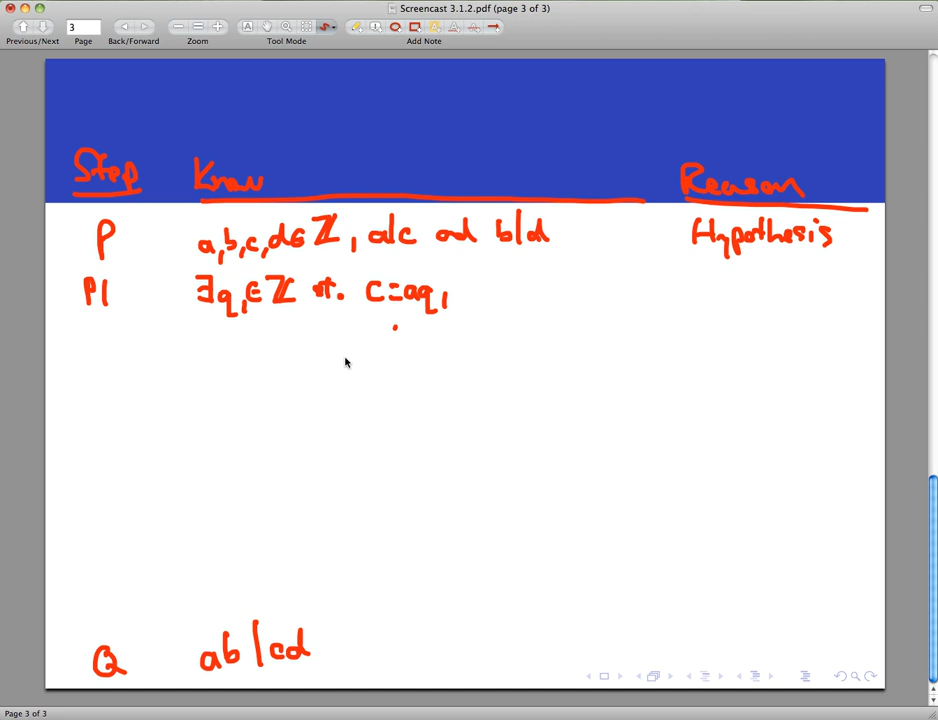 Screencast 3.1.2.pdf (page 3 of 3)
3
Previous/Next Page Back/Forward Zoom Tool Mode Add Note
Step Know Reason
P a,b,c,d∈ℤ, a|c and b|d Hypothesis
P1 ∃q₁∈ℤ st. c=aq₁
Q ab|cd
Page 3 of 3